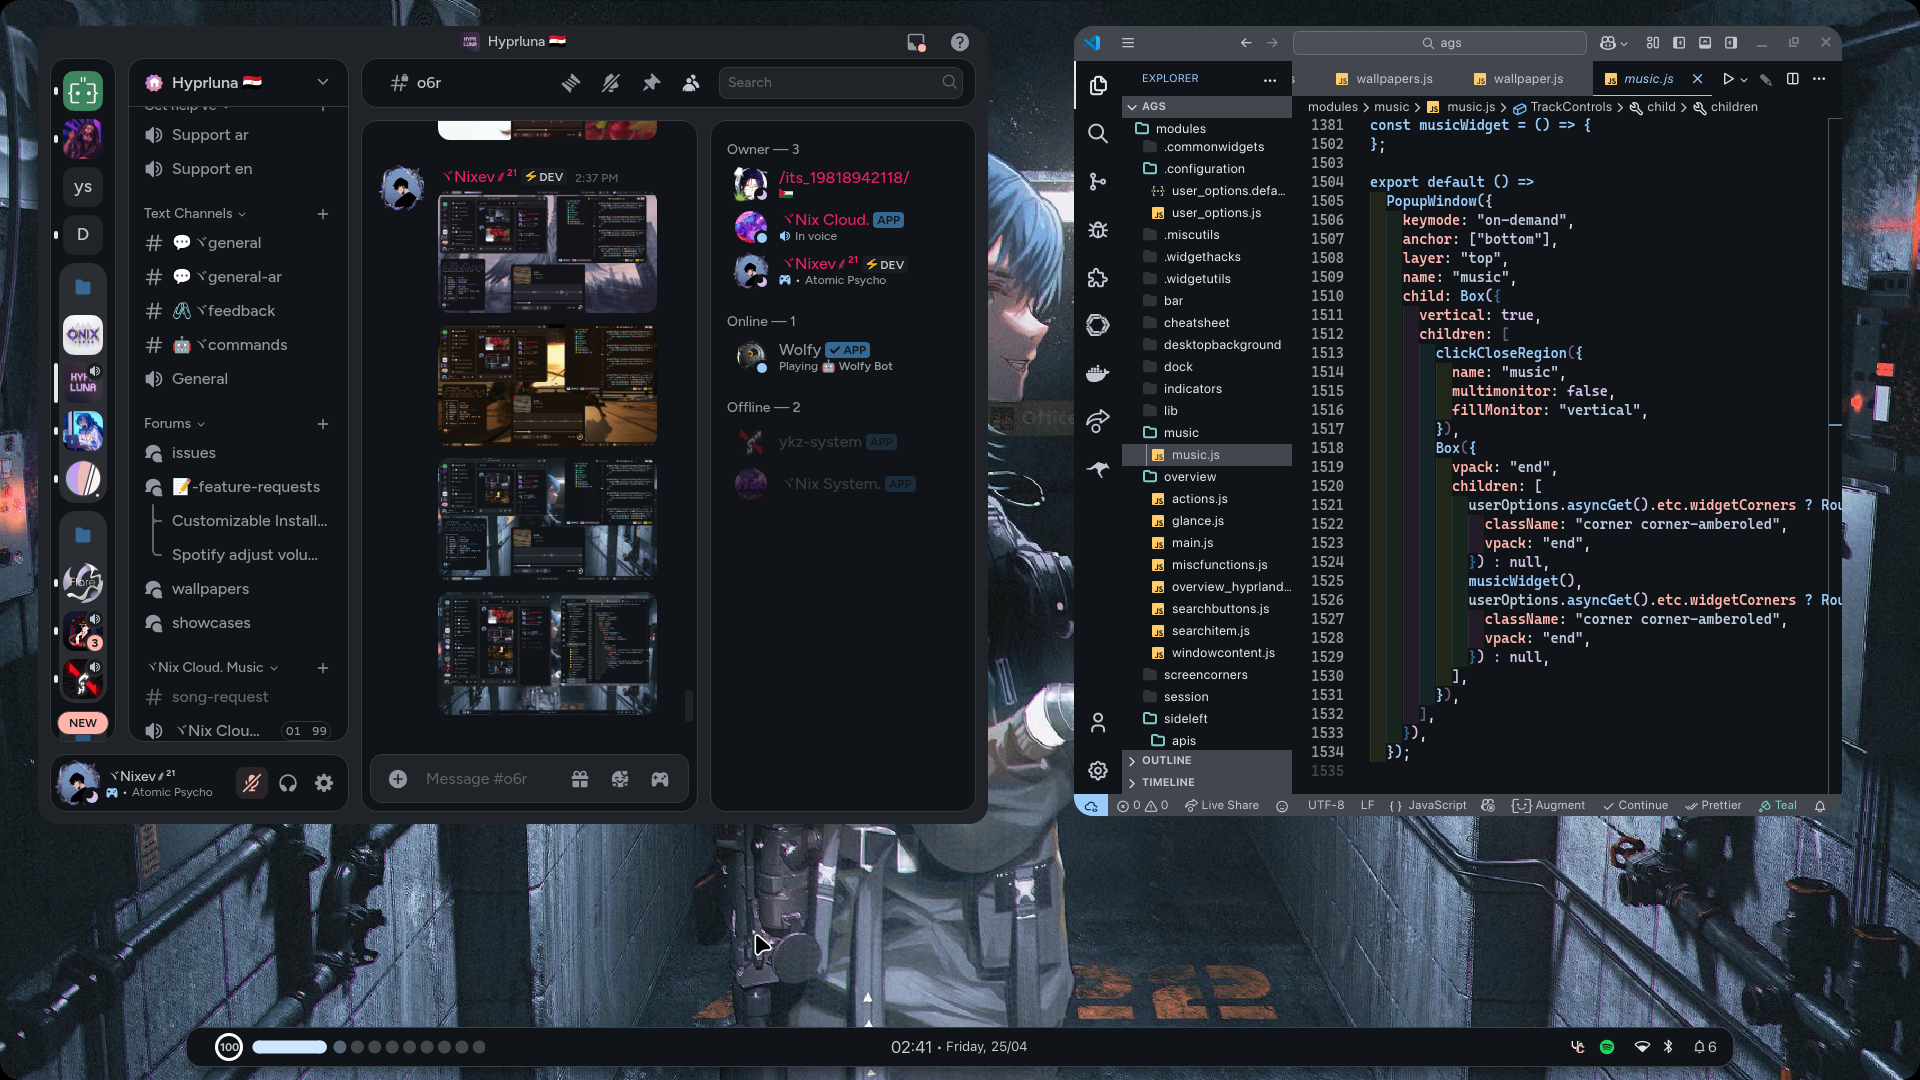 Hyprluna 🇪🇬
Hyprluna 🇪🇬
Support ar
Support en
Text Channels
💬ヾgeneral
💬ヾgeneral-ar
ヾfeedback
🤖ヾcommands
General
Forums
issues
📝-feature-requests
Customizable Install...
Spotify adjust volu...
wallpapers
showcases
ヾNix Cloud. Music
song-request
ヾNix Clou... 01 99
ys
D
ONIX
HYPR LUNA
Flare
3
NEW
ヾNixev 21
• Atomic Psycho
o6r
Search
ヾNixev 21 ⚡DEV 2:37 PM
Message #o6r
Owner — 3
/its_19818942118/
ヾNix Cloud. APP
In voice
ヾNixev 21 ⚡DEV
• Atomic Psycho
Online — 1
Wolfy ✓ APP
Playing 🤖 Wolfy Bot
Offline — 2
ykz-system APP
ヾNix System. APP
Office
ags
EXPLORER
AGS
modules
.commonwidgets
.configuration
user_options.defa...
user_options.js
.miscutils
.widgethacks
.widgetutils
bar
cheatsheet
desktopbackground
dock
indicators
lib
music
music.js
overview
actions.js
glance.js
main.js
miscfunctions.js
overview_hyprland...
searchbuttons.js
searchitem.js
windowcontent.js
screencorners
session
sideleft
apis
OUTLINE
TIMELINE
wallpapers.js wallpaper.js music.js
modules > music > music.js > TrackControls > child > children
1381 const musicWidget = () => {
1502 };
1503
1504 export default () =>
1505 PopupWindow({
1506 keymode: "on-demand",
1507 anchor: ["bottom"],
1508 layer: "top",
1509 name: "music",
1510 child: Box({
1511 vertical: true,
1512 children: [
1513 clickCloseRegion({
1514 name: "music",
1515 multimonitor: false,
1516 fillMonitor: "vertical",
1517 }),
1518 Box({
1519 vpack: "end",
1520 children: [
1521 userOptions.asyncGet().etc.widgetCorners ? Rou
1522 className: "corner corner-amberoled",
1523 vpack: "end",
1524 }) : null,
1525 musicWidget(),
1526 userOptions.asyncGet().etc.widgetCorners ? Rou
1527 className: "corner corner-amberoled",
1528 vpack: "end",
1529 }) : null,
1530 ],
1531 }),
1532 ],
1533 }),
1534 });
1535
0 0 Live Share UTF-8 LF { } JavaScript Augment Continue Prettier Teal
100
02:41 • Friday, 25/04
6